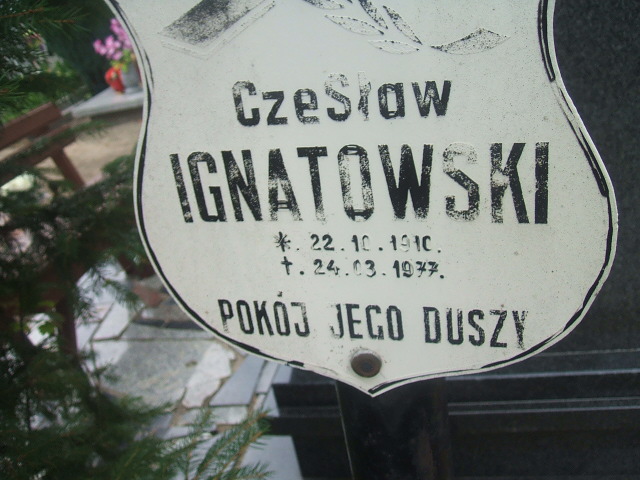 CzeSław
IGNATOWSKI
*. 22.10.1910.
†. 24.03.1977.
POKÓJ JEGO DUSZY